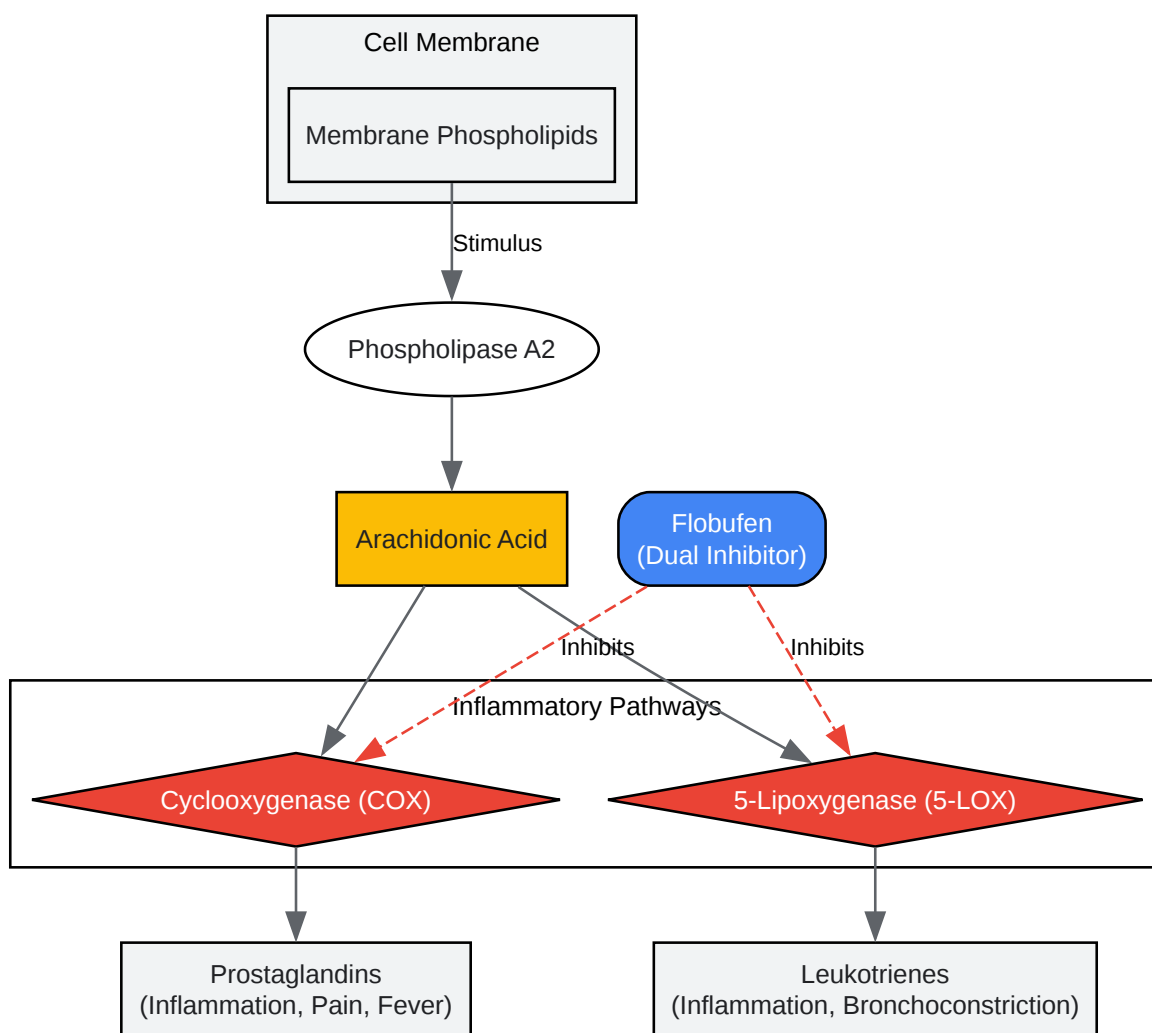 Cell Membrane
Membrane Phospholipids
Stimulus
Phospholipase A2
Arachidonic Acid
Flobufen
(Dual Inhibitor)
Inhibits
Inhibits
Inflammatory Pathways
Cyclooxygenase (COX)
5-Lipoxygenase (5-LOX)
Prostaglandins
(Inflammation, Pain, Fever)
Leukotrienes
(Inflammation, Bronchoconstriction)